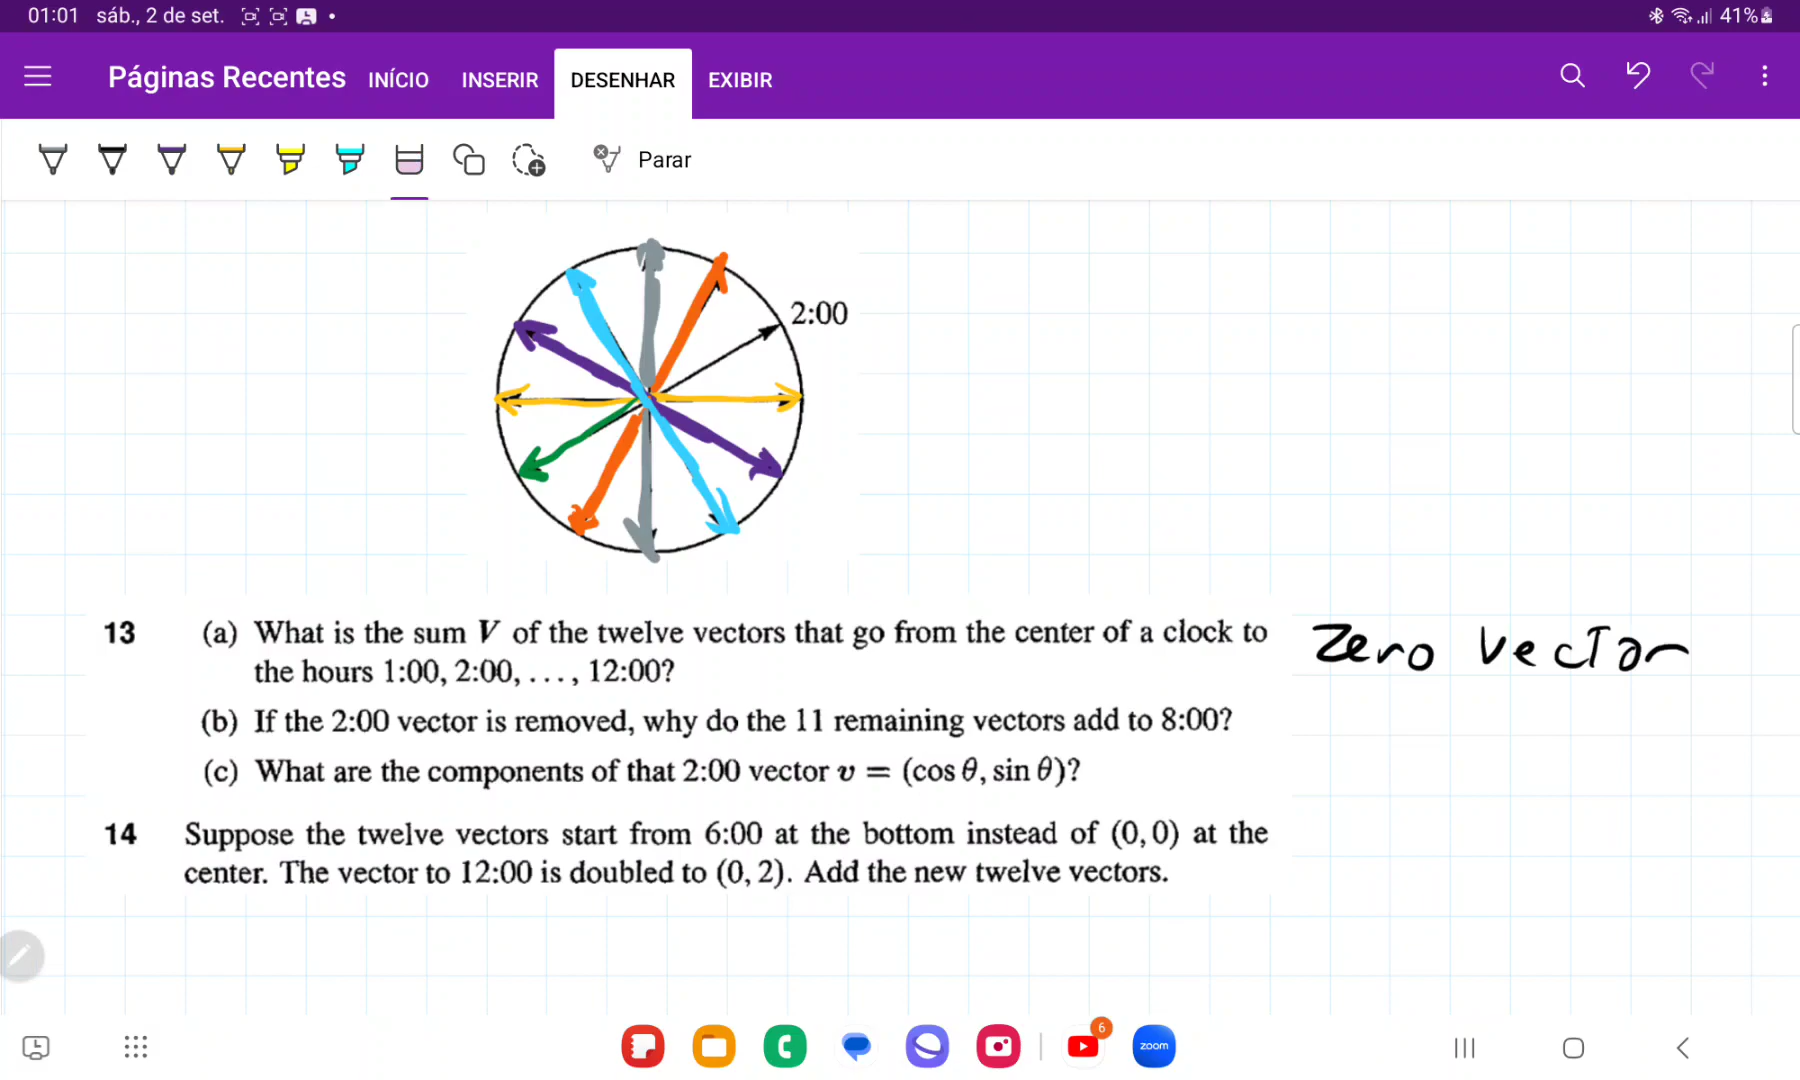 01:01 sáb., 2 de set. 41%
Páginas Recentes INÍCIO INSERIR DESENHAR EXIBIR
Parar
2:00
13 (a) What is the sum V of the twelve vectors that go from the center of a clock to
the hours 1:00, 2:00, . . . , 12:00?
zero vector
(b) If the 2:00 vector is removed, why do the 11 remaining vectors add to 8:00?
(c) What are the components of that 2:00 vector v = (cos θ, sin θ)?
14 Suppose the twelve vectors start from 6:00 at the bottom instead of (0, 0) at the
center. The vector to 12:00 is doubled to (0, 2). Add the new twelve vectors.
6
zoom